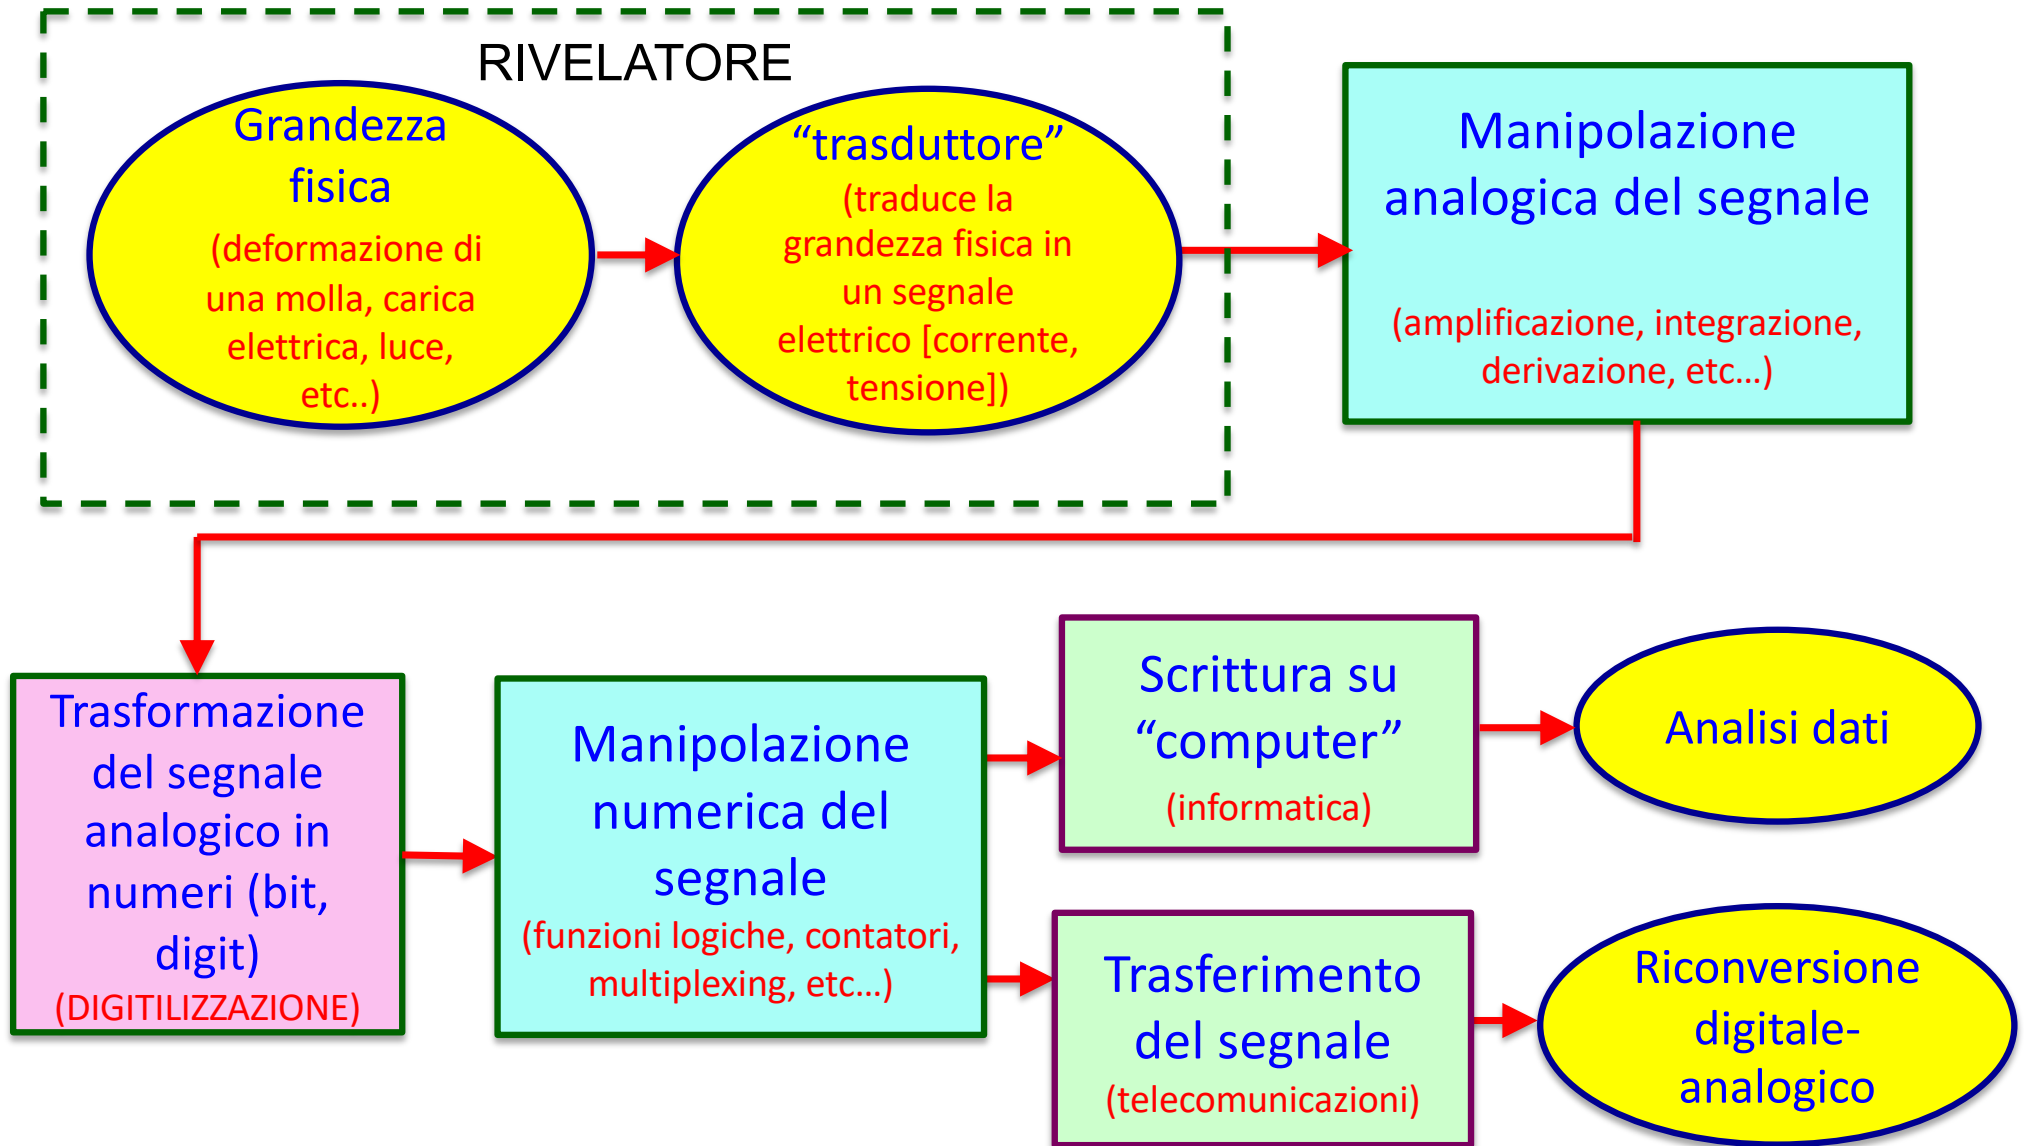 RIVELATORE
Grandezza
fisica
(deformazione di
una molla, carica
elettrica, luce,
etc..)
“trasduttore”
(traduce la
grandezza fisica in
un segnale
elettrico [corrente,
tensione])
Manipolazione
analogica del segnale
(amplificazione, integrazione,
derivazione, etc...)
Trasformazione
del segnale
analogico in
numeri (bit,
digit)
(DIGITILIZZAZIONE)
Manipolazione
numerica del
segnale
(funzioni logiche, contatori,
multiplexing, etc...)
Scrittura su
“computer”
(informatica)
Analisi dati
Trasferimento
del segnale
(telecomunicazioni)
Riconversione
digitale-
analogico